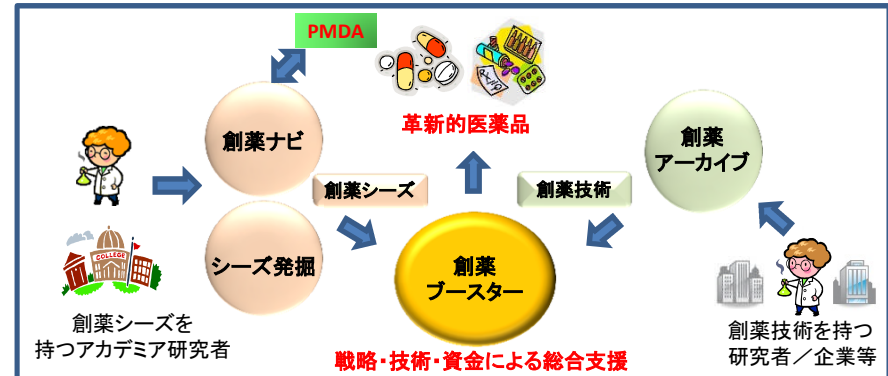 PMDA
革新的医薬品
創薬ナビ
創薬
アーカイブ
創薬シーズ
創薬技術
シーズ発掘
創薬
ブースター
COLLEGE
創薬シーズを
持つアカデミア研究者
創薬技術を持つ
研究者／企業等
戦略・技術・資金による総合支援